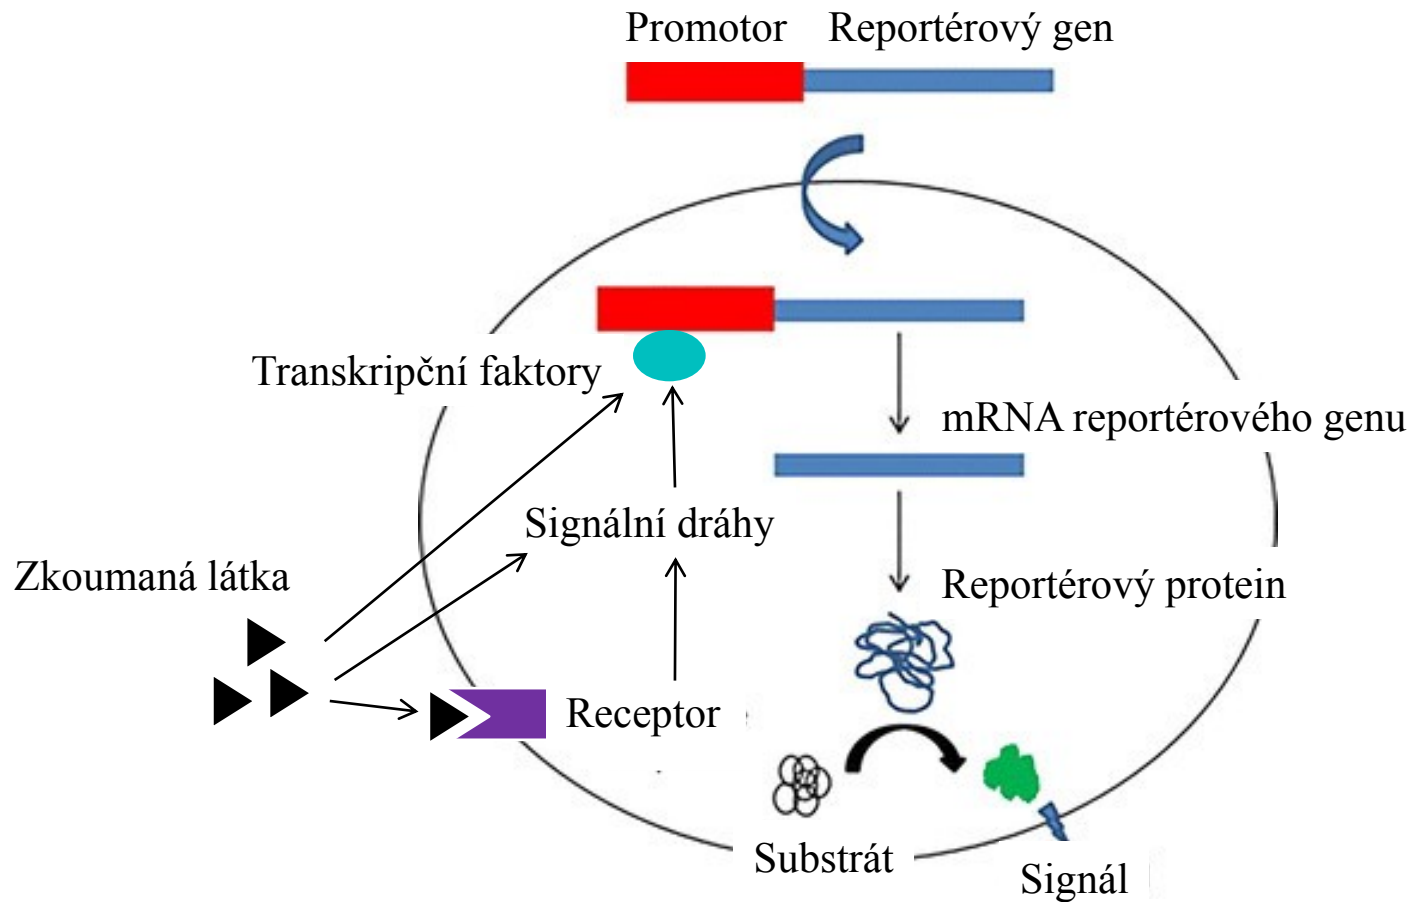 Promotor
Reportérový gen
Transkripční faktory
mRNA reportérového genu
Signální dráhy
Zkoumaná látka
Reportérový protein
Receptor
Substrát
Signál